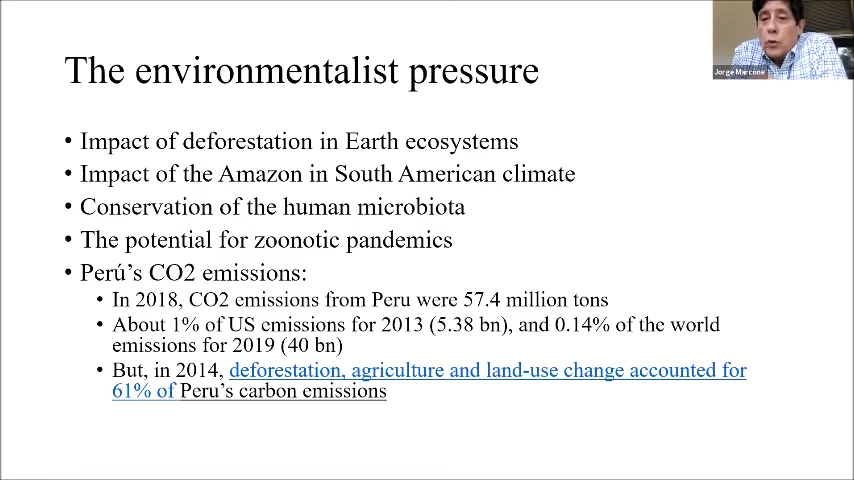 The environmentalist pressure
Jorge Marcone
• Impact of deforestation in Earth ecosystems
• Impact of the Amazon in South American climate
• Conservation of the human microbiota
• The potential for zoonotic pandemics
• Perú’s CO2 emissions:
• In 2018, CO2 emissions from Peru were 57.4 million tons
• About 1% of US emissions for 2013 (5.38 bn), and 0.14% of the world
emissions for 2019 (40 bn)
• But, in 2014, deforestation, agriculture and land-use change accounted for
61% of Peru’s carbon emissions